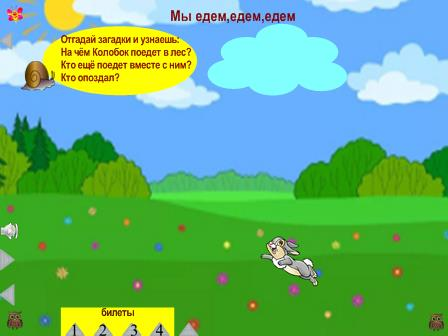 Мы едем,едем,едем
Отгадай загадки и узнаешь:
На чём Колобок поедет в лес?
Кто ещё поедет вместе с ним?
Кто опоздал?
билеты
1 2 3 4